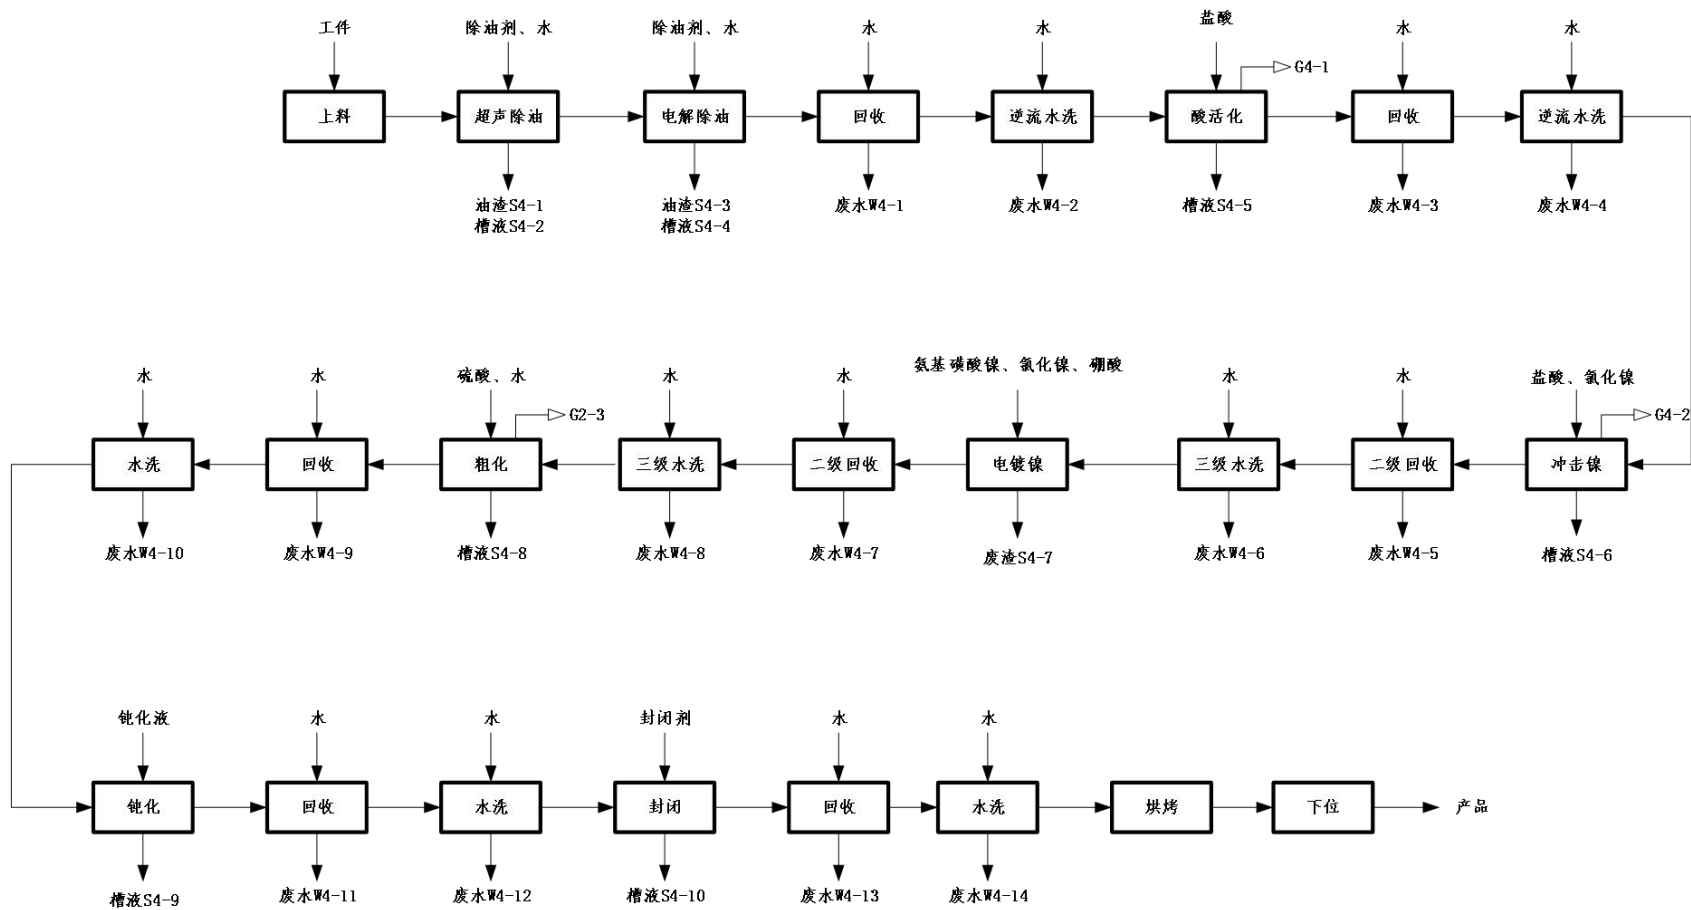 工件
除油剂、水
除油剂、水
水
水
盐酸
水
水
G4-1
上料
超声除油
电解除油
回收
逆流水洗
酸活化
回收
逆流水洗
油渣S4-1
槽液S4-2
油渣S4-3
槽液S4-4
废水W4-1
废水W4-2
槽液S4-5
废水W4-3
废水W4-4
水
水
硫酸、水
水
水
氨基磺酸镍、氯化镍、硼酸
水
水
盐酸、氯化镍
G2-3
G4-2
水洗
回收
粗化
三级水洗
二级回收
电镀镍
三级水洗
二级回收
冲击镍
废水W4-10
废水W4-9
槽液S4-8
废水W4-8
废水W4-7
废渣S4-7
废水W4-6
废水W4-5
槽液S4-6
钝化液
水
水
封闭剂
水
水
钝化
回收
水洗
封闭
回收
水洗
烘烤
下位
产品
槽液S4-9
废水W4-11
废水W4-12
槽液S4-10
废水W4-13
废水W4-14